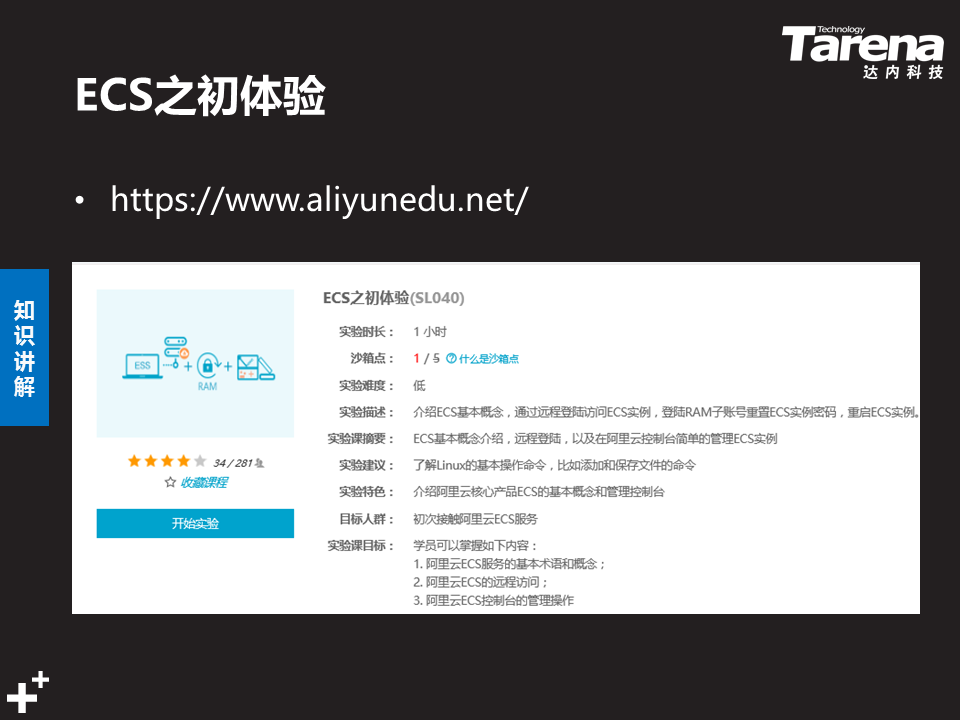 Technology
Tarena
达内科技
ECS之初体验
• https://www.aliyunedu.net/
知识讲解
ECS之初体验(SL040)
实验时长： 1 小时
沙箱点： 1 / 5 什么是沙箱点
实验难度： 低
实验描述： 介绍ECS基本概念，通过远程登陆访问ECS实例，登陆RAM子账号重置ECS实例密码，重启ECS实例。
实验课摘要： ECS基本概念介绍，远程登陆，以及在阿里云控制台简单的管理ECS实例
实验建议： 了解Linux的基本操作命令，比如添加和保存文件的命令
实验特色： 介绍阿里云核心产品ECS的基本概念和管理控制台
目标人群： 初次接触阿里云ECS服务
实验课目标： 学员可以掌握如下内容：
1. 阿里云ECS服务的基本术语和概念；
2. 阿里云ECS的远程访问；
3. 阿里云ECS控制台的管理操作
ESS
RAM
34 / 281
收藏课程
开始实验